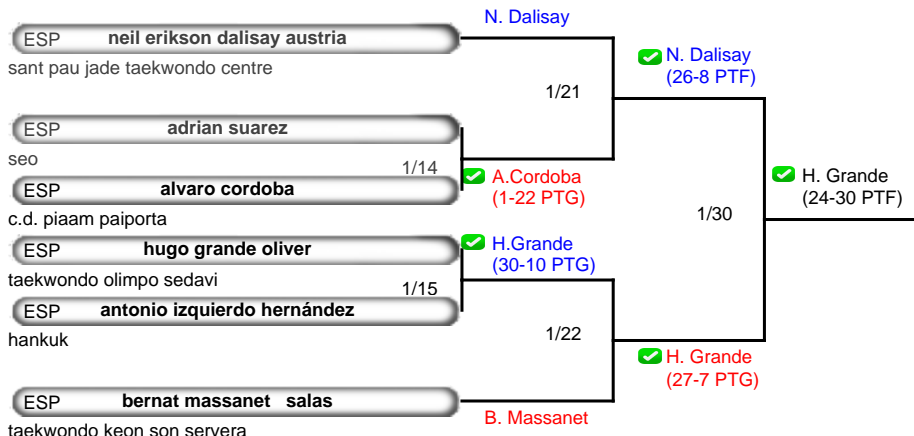 N. Dalisay
ESP neil erikson dalisay austria
sant pau jade taekwondo centre
N. Dalisay
(26-8 PTF)
1/21
ESP adrian suarez
seo
1/14
A.Cordoba
(1-22 PTG)
ESP alvaro cordoba
c.d. piaam paiporta
H. Grande
(24-30 PTF)
1/30
ESP hugo grande oliver
taekwondo olimpo sedavi
H.Grande
(30-10 PTG)
1/15
ESP antonio izquierdo hernández
hankuk
1/22
H. Grande
(27-7 PTG)
ESP bernat massanet salas
taekwondo keon son servera
B. Massanet